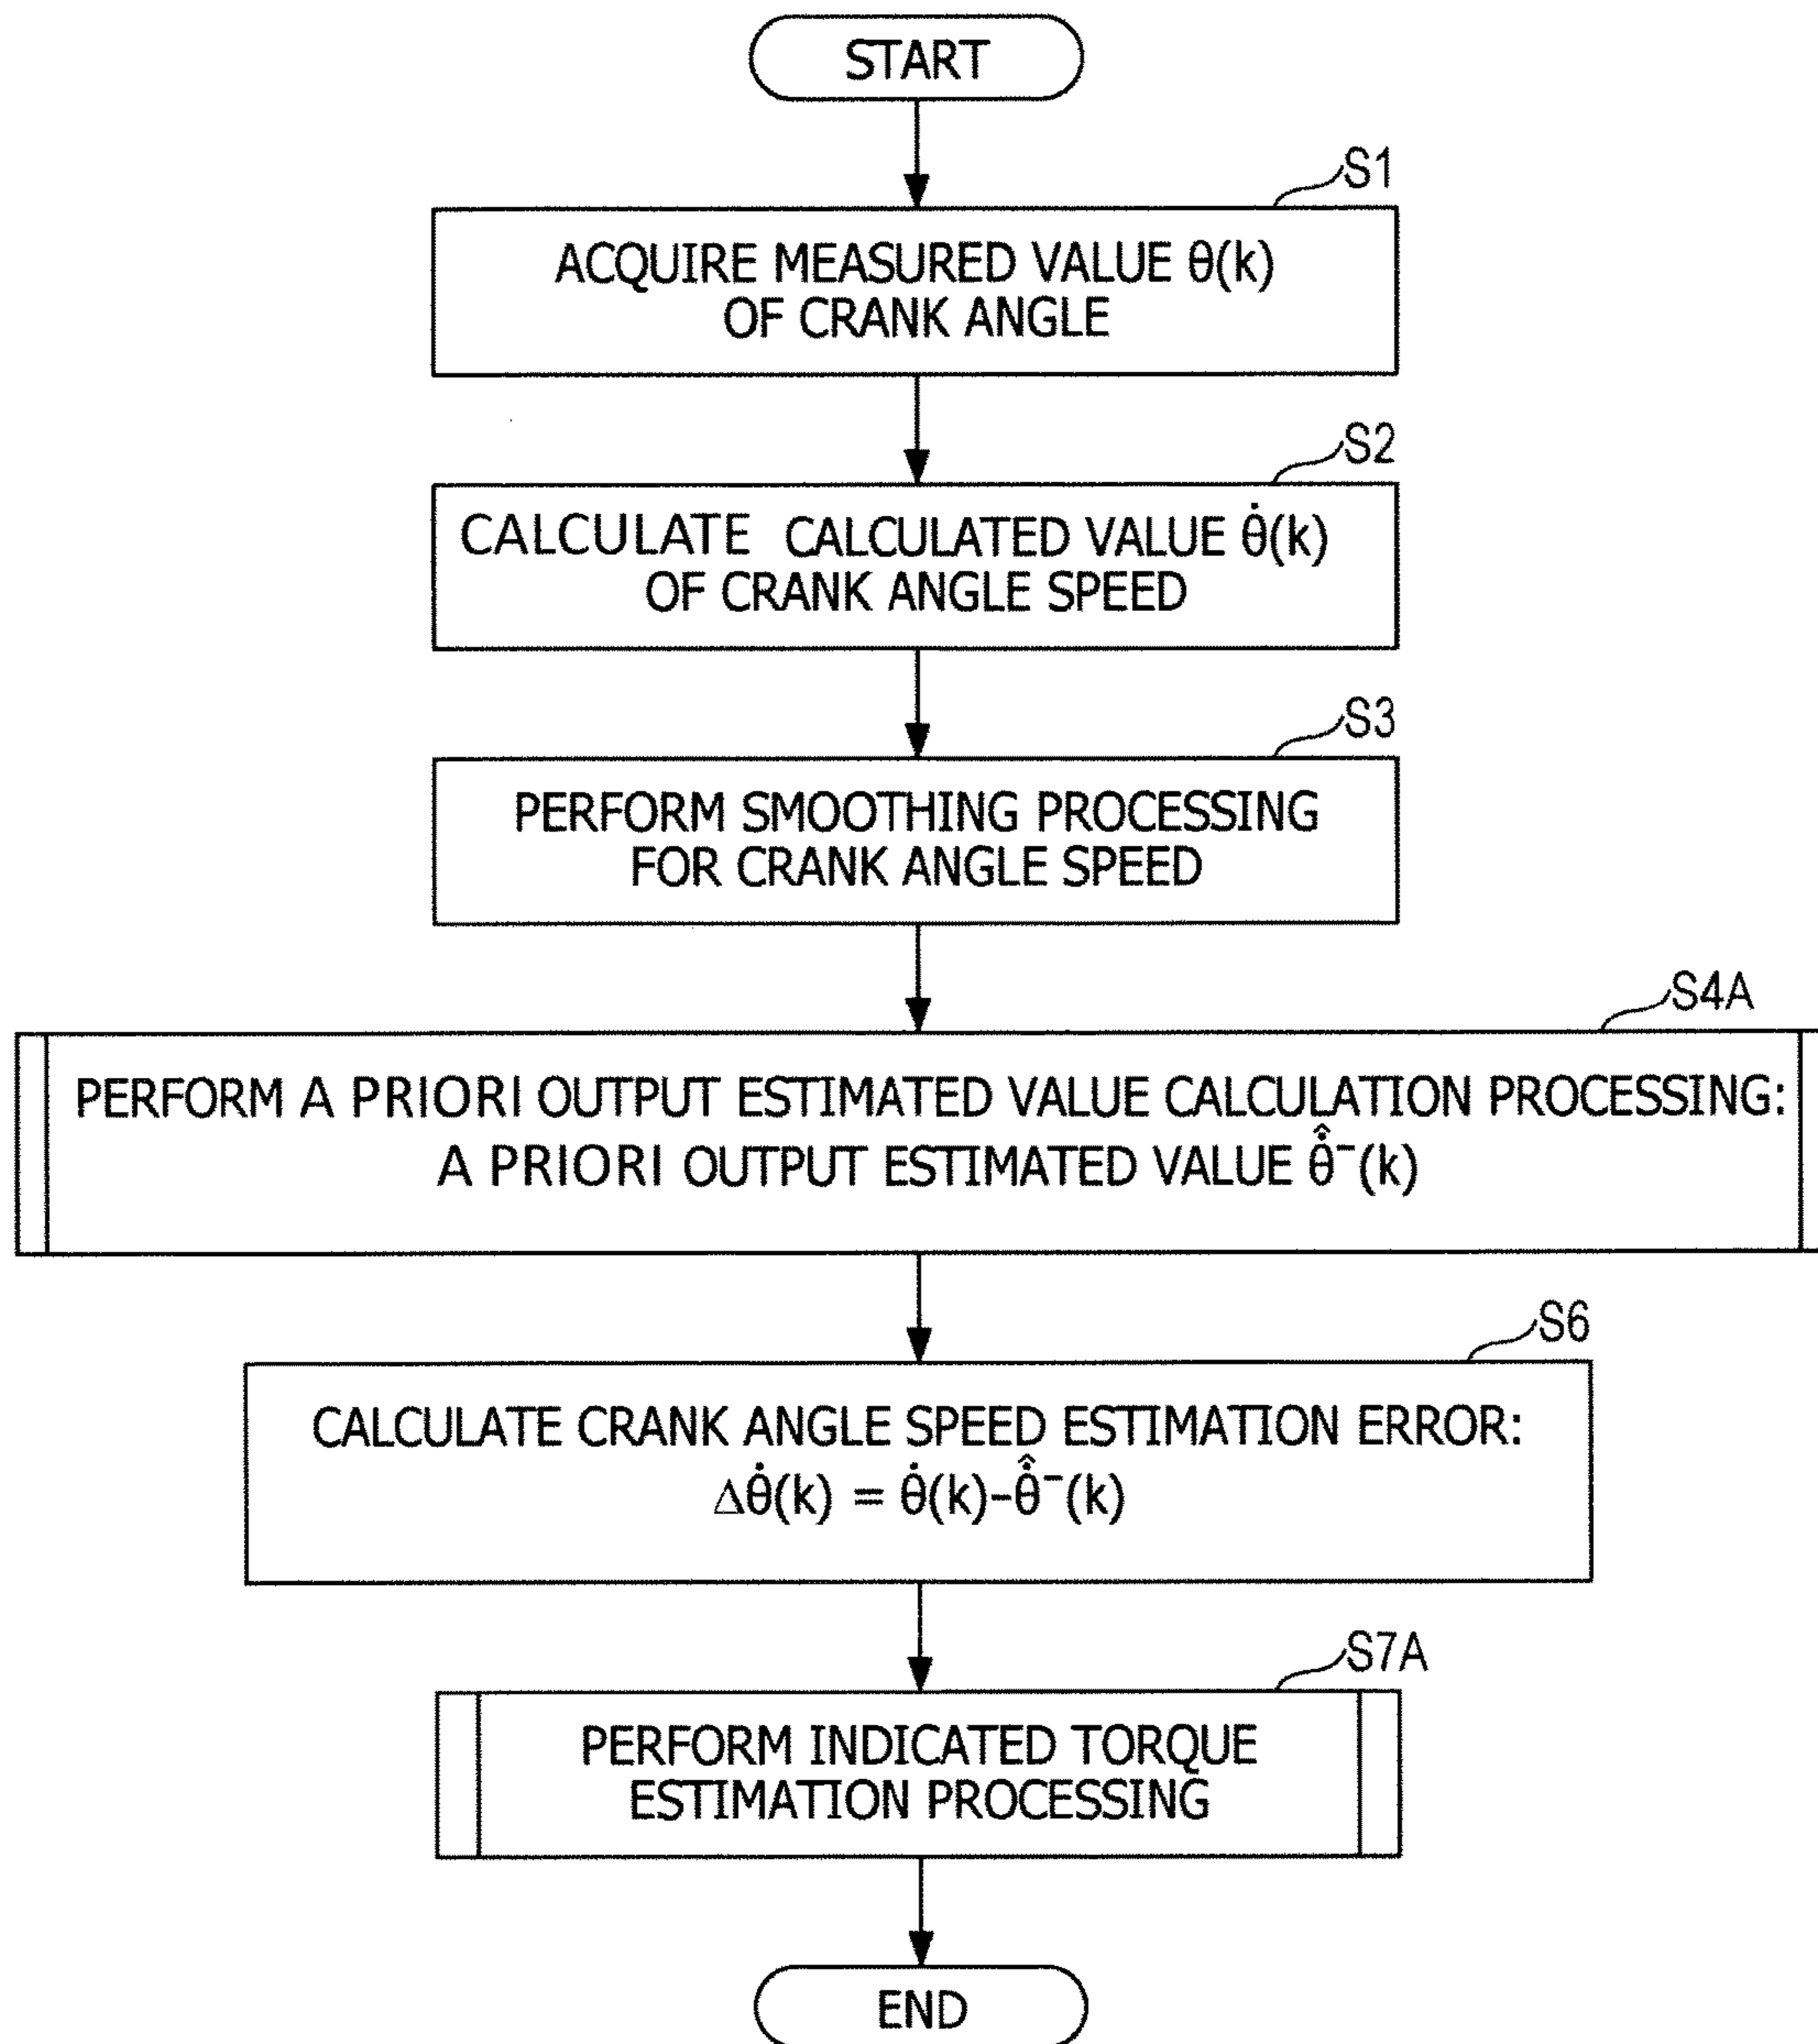 START
S1
ACQUIRE MEASURED VALUE θ(k)
OF CRANK ANGLE
S2
CALCULATE CALCULATED VALUE θ̇(k)
OF CRANK ANGLE SPEED
S3
PERFORM SMOOTHING PROCESSING
FOR CRANK ANGLE SPEED
S4A
PERFORM A PRIORI OUTPUT ESTIMATED VALUE CALCULATION PROCESSING:
A PRIORI OUTPUT ESTIMATED VALUE θ̇̂⁻(k)
S6
CALCULATE CRANK ANGLE SPEED ESTIMATION ERROR:
Δθ̇(k) = θ̇(k)-θ̇̂⁻(k)
S7A
PERFORM INDICATED TORQUE
ESTIMATION PROCESSING
END